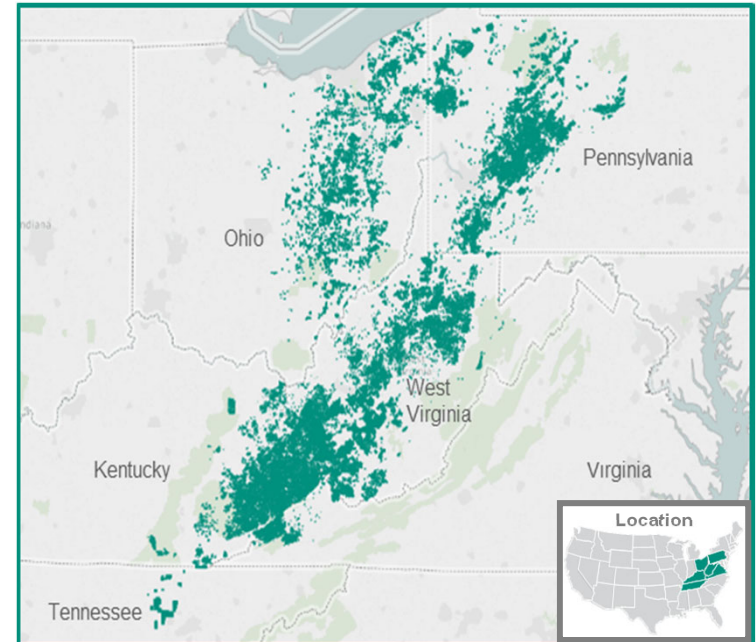 Pennsylvania
Ohio
West
Virginia
Kentucky
Virginia
Location
Tennessee